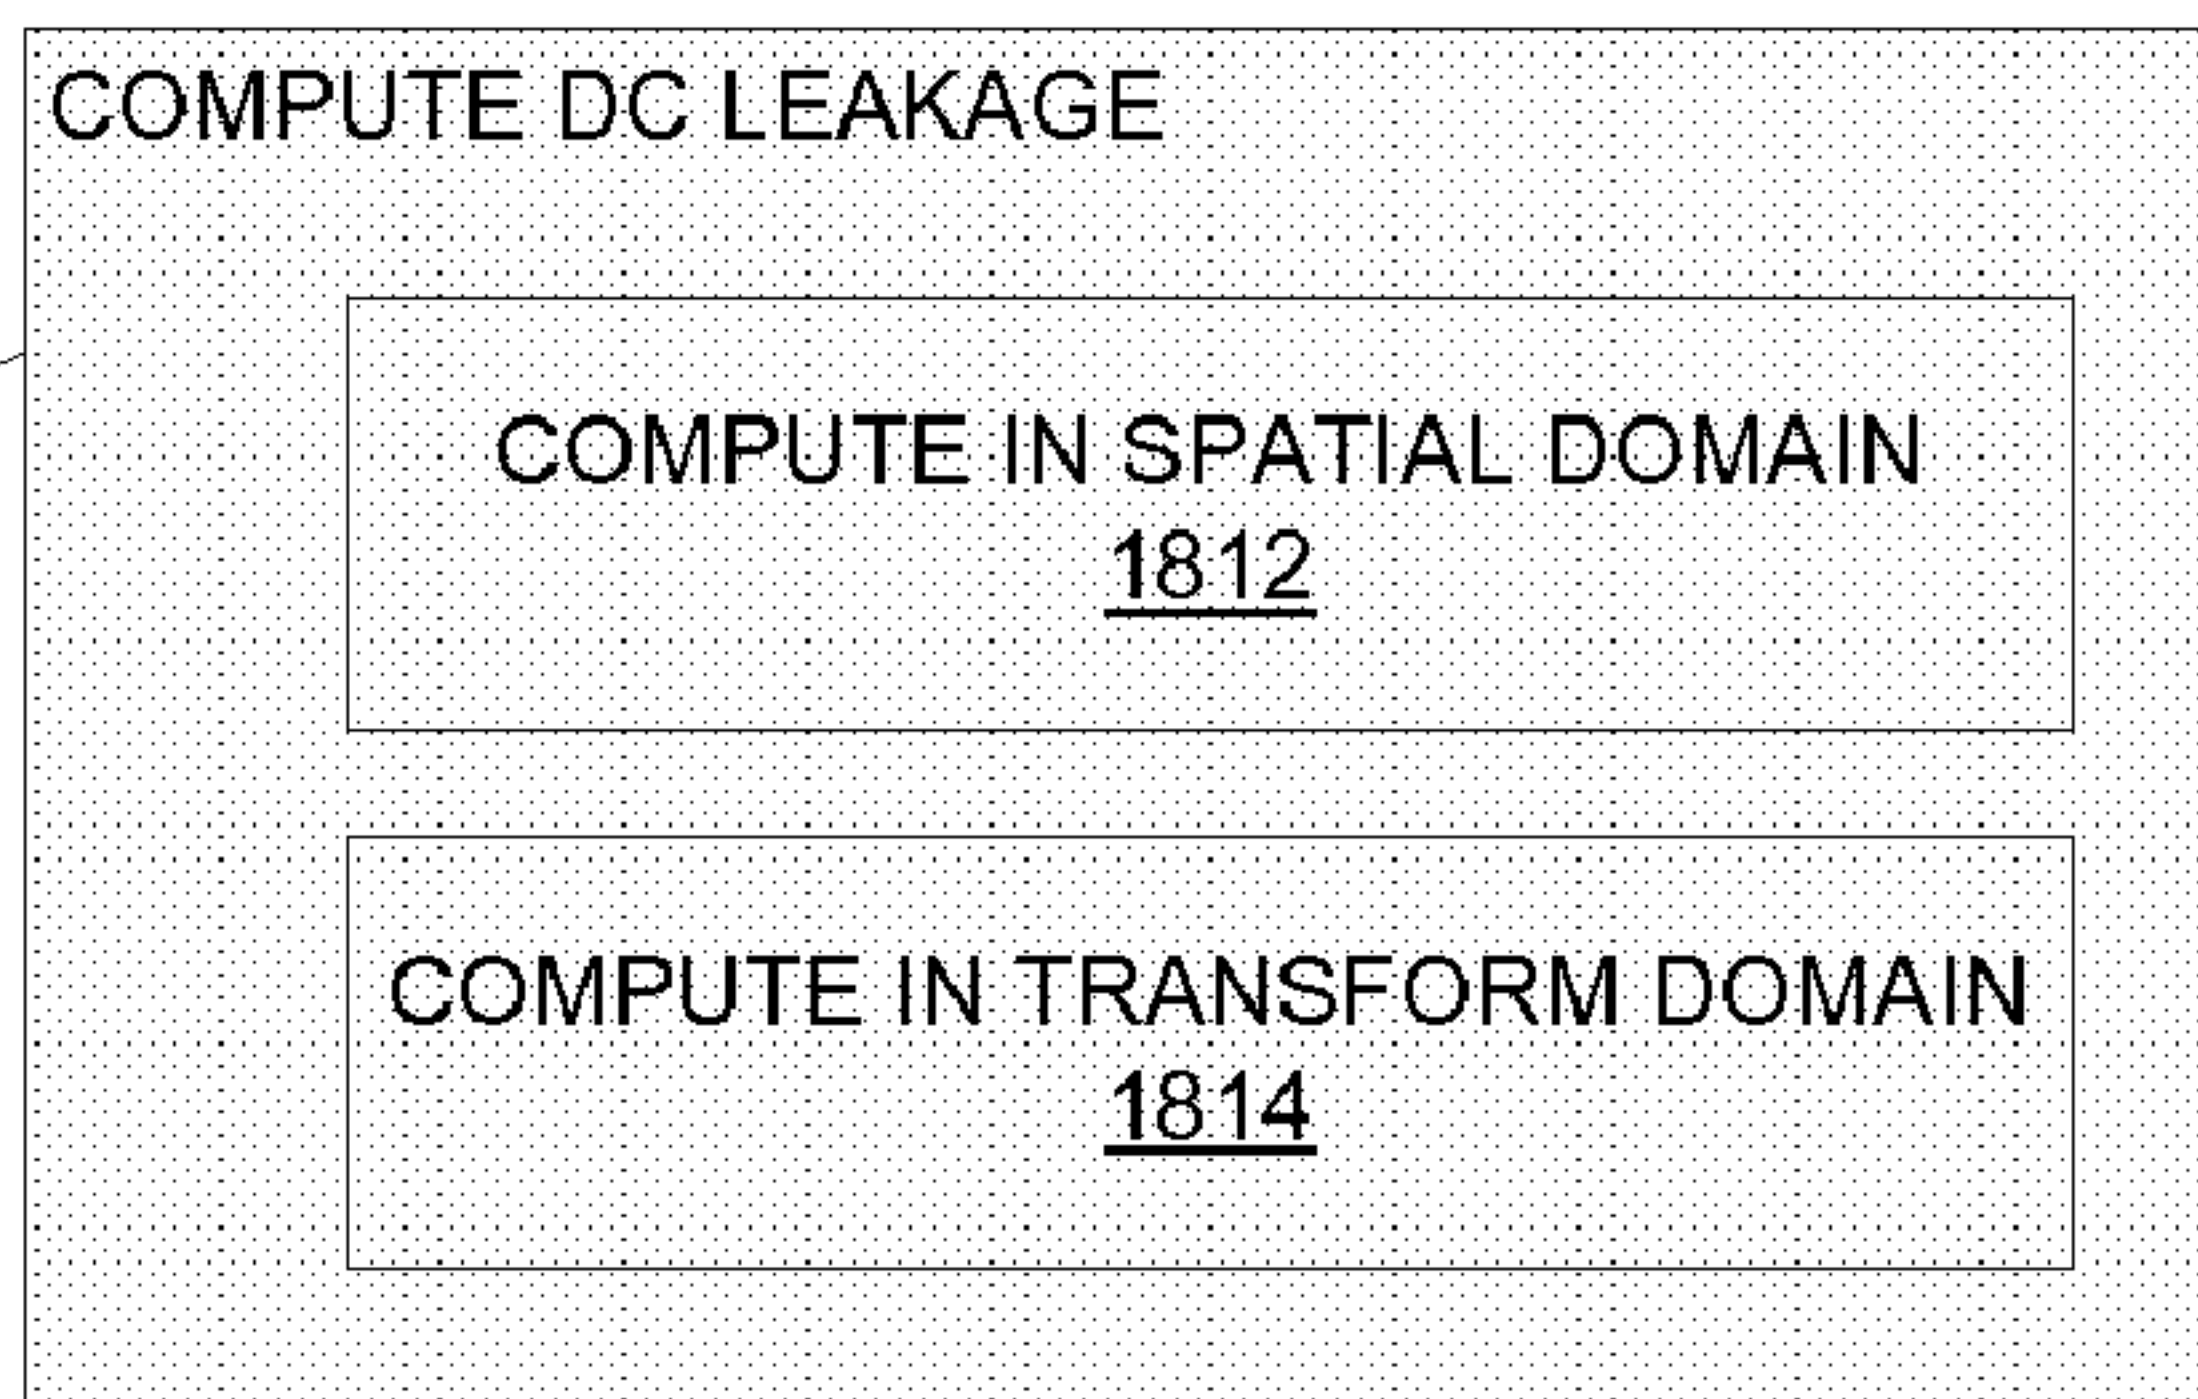 COMPUTE DC LEAKAGE
COMPUTE IN SPATIAL DOMAIN
1812
COMPUTE IN TRANSFORM DOMAIN
1814